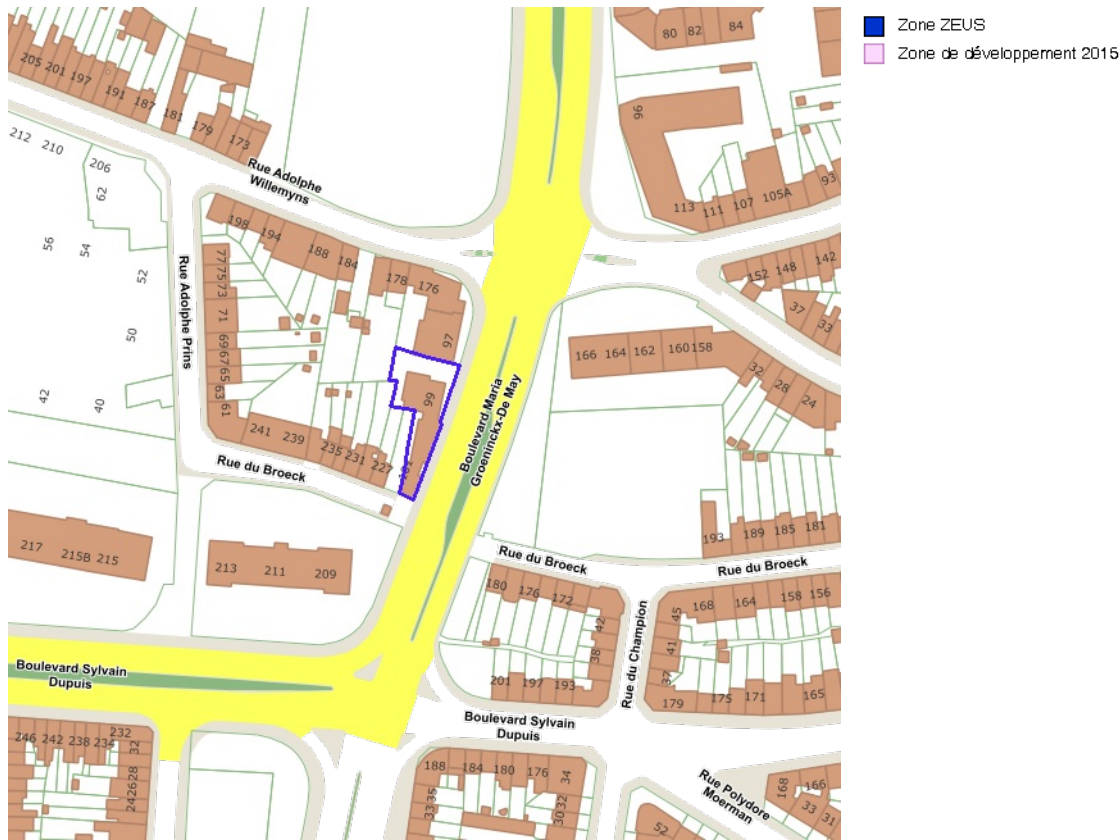 Zone ZEUS
Zone de développement 2015
80 82 84
205 201 197 191 187 181 179 173
212 210 206
62
56 54 52
50
42 40
96
113 111 107 105A 93
Rue Adolphe
Willemyns
198 194 188 184 178 176
152 148 142
37 33
77 75 73 71 69 67 65 63 61
Rue Adolphe Prins
97
99
166 164 162 160 158
32 28 24
Boulevard Maria
Groeninckx-De May
241 239 235 231 227
Rue du Broeck
193 189 185 181
217 215B 215
213 211 209
Rue du Broeck
Rue du Broeck
180 176 172
42
38
168 164 158 156
45
41
37
Rue du Champion
201 197 193
179 175 171 165
Boulevard Sylvain
Dupuis
Boulevard Sylvain
Dupuis
246 242 238 234 232
32
28
26
24
188 184 180 176 34
35
33
32
30
Rue Polydore
Moerman
168 166
33 31
52